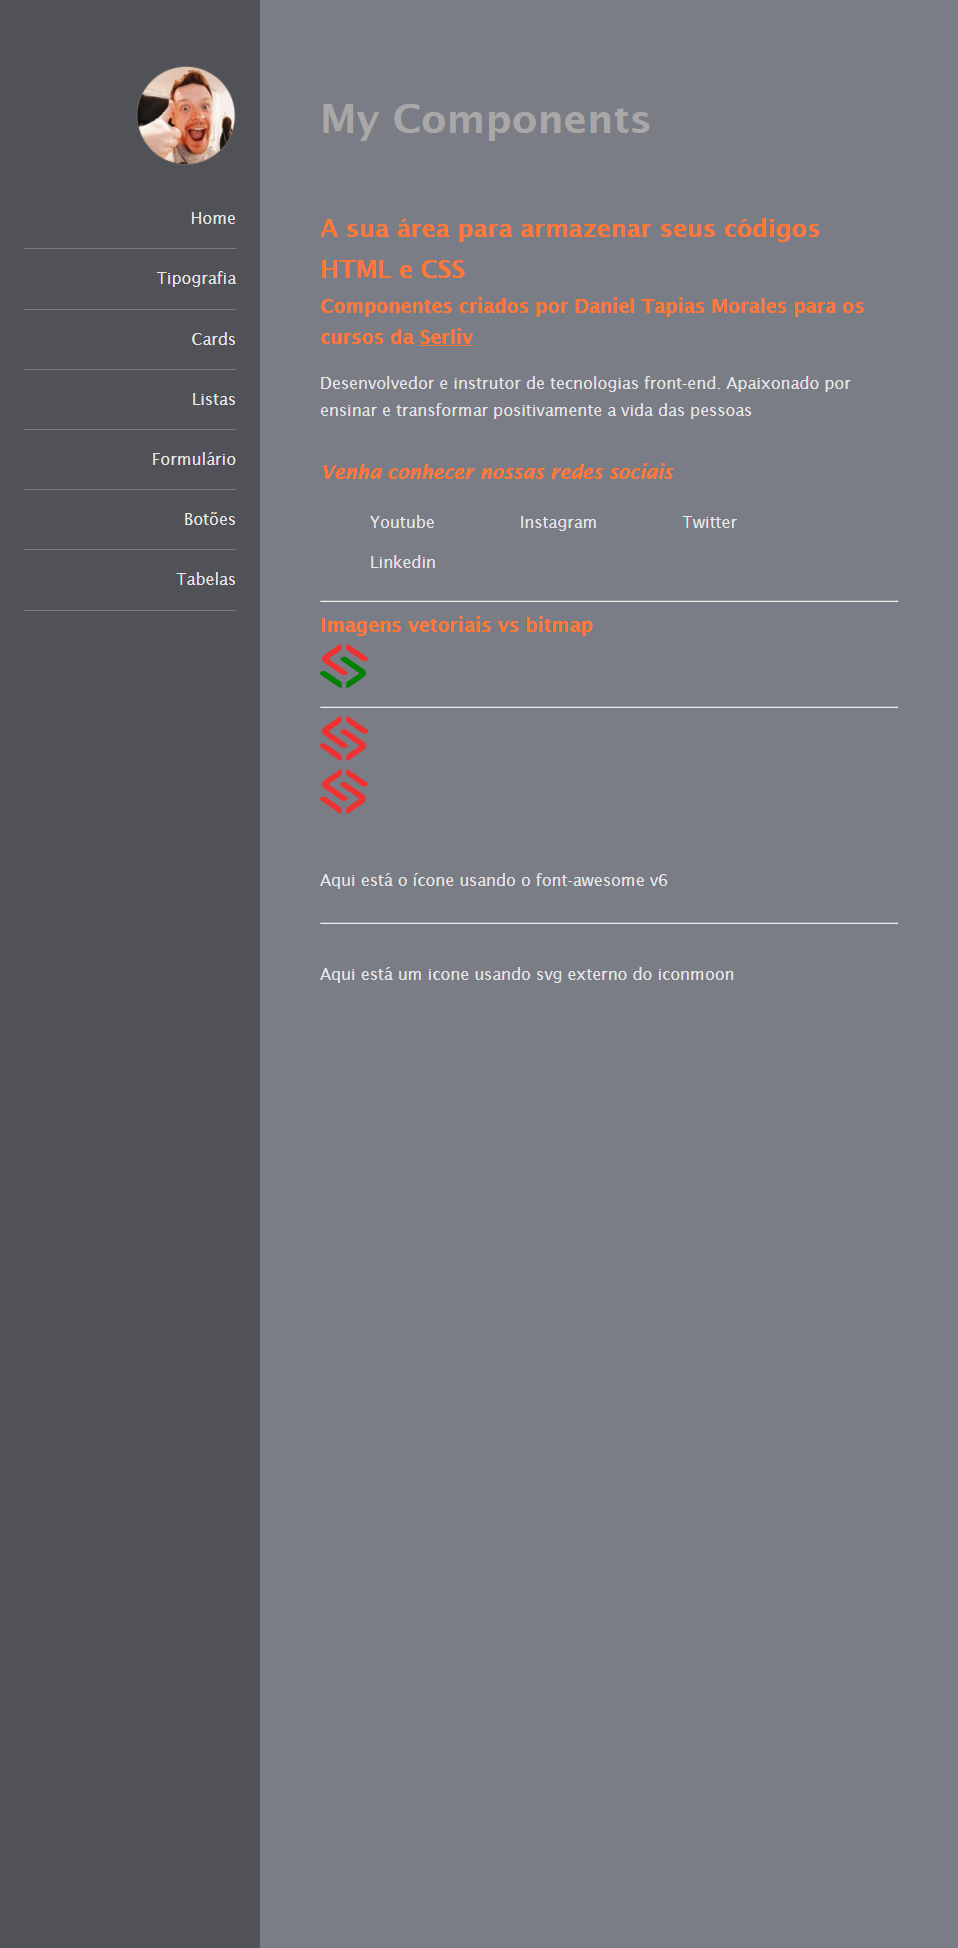 Home
Tipografia
Cards
Listas
Formulário
Botões
Tabelas
My Components
A sua área para armazenar seus códigos
HTML e CSS
Componentes criados por Daniel Tapias Morales para os
cursos da Serliv
Desenvolvedor e instrutor de tecnologias front-end. Apaixonado por
ensinar e transformar positivamente a vida das pessoas
Venha conhecer nossas redes sociais
Youtube Instagram Twitter
Linkedin
Imagens vetoriais vs bitmap
Aqui está o ícone usando o font-awesome v6
Aqui está um icone usando svg externo do iconmoon